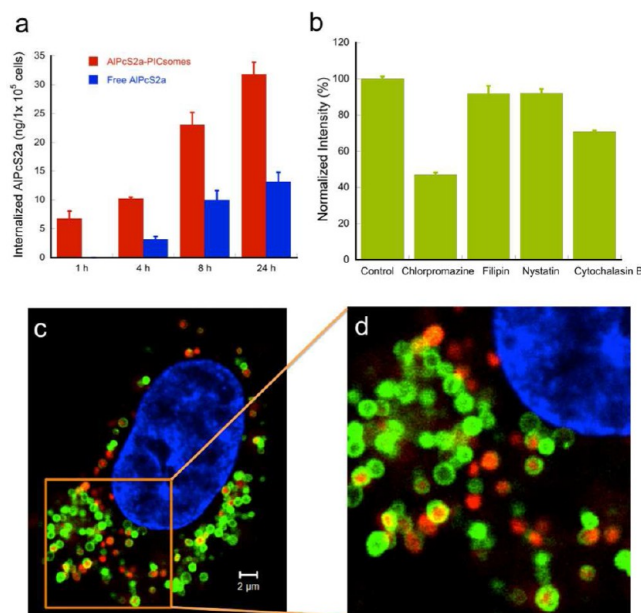 a
AlPcS2a-PICsomes
Free AlPcS2a
Internalized AlPcS2a (ng/1x 10⁵ cells)
35
30
25
20
15
10
5
0
1 h 4 h 8 h 24 h
b
Normalized Intensity (%)
120
100
80
60
40
20
0
Control Chlorpromazine Filipin Nystatin Cytochalasin B
c
2 µm
d